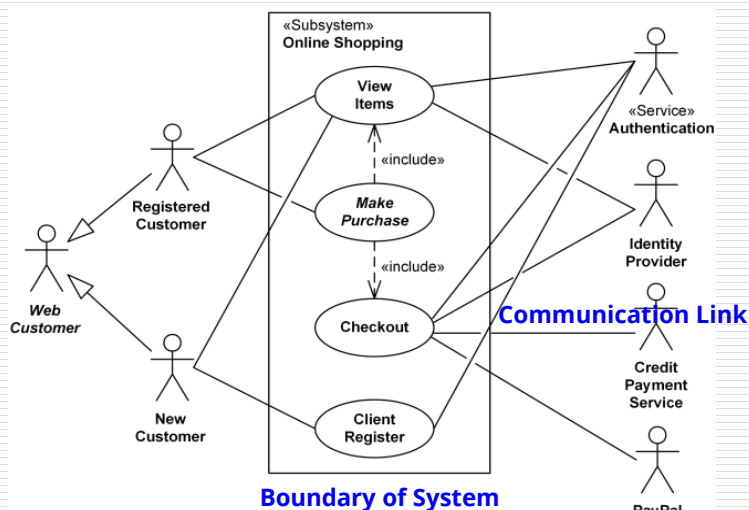 «Subsystem»
Online Shopping
View
Items
«Service»
Authentication
«include»
Registered
Customer
Make
Purchase
Identity
Provider
«include»
Web
Customer
Checkout
Communication Link
Credit
Payment
Service
New
Customer
Client
Register
Boundary of System
PayPal